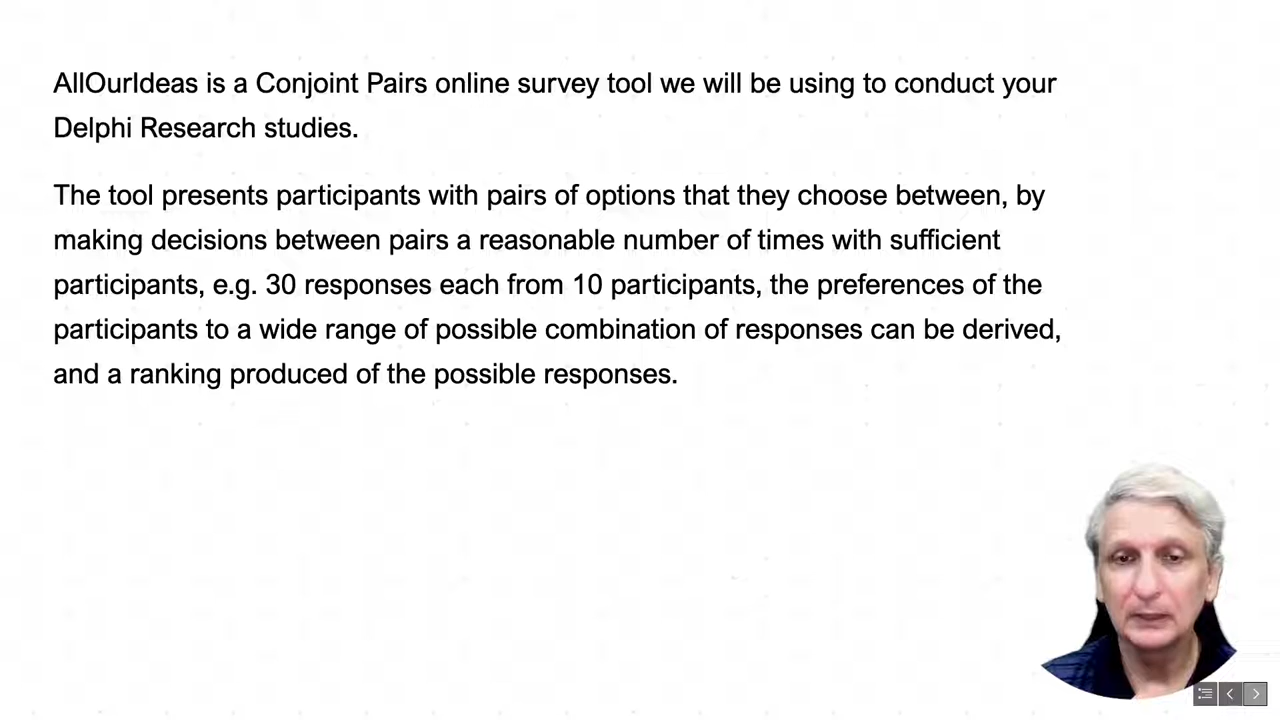 AllOurIdeas is a Conjoint Pairs online survey tool we will be using to conduct your
Delphi Research studies.
The tool presents participants with pairs of options that they choose between, by
making decisions between pairs a reasonable number of times with sufficient
participants, e.g. 30 responses each from 10 participants, the preferences of the
participants to a wide range of possible combination of responses can be derived,
and a ranking produced of the possible responses.